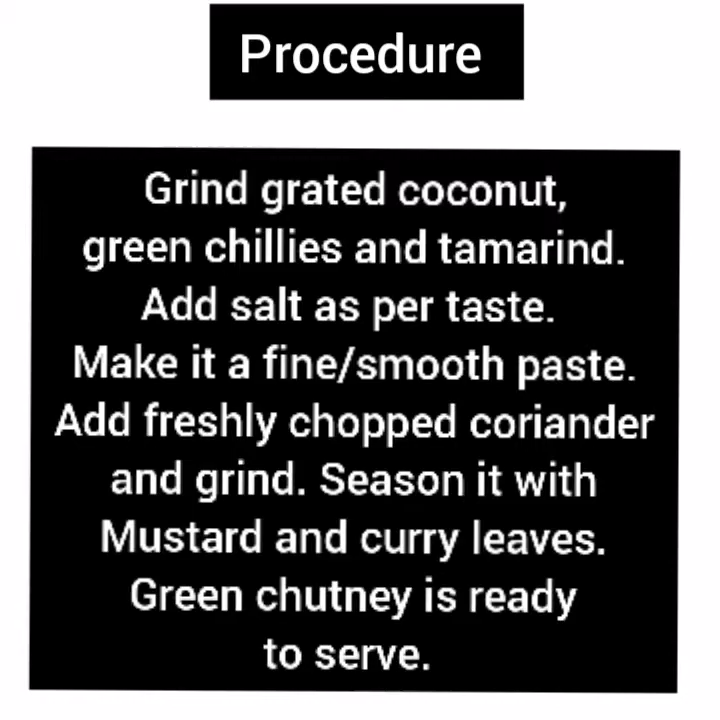 Procedure
Grind grated coconut,
green chillies and tamarind.
Add salt as per taste.
Make it a fine/smooth paste.
Add freshly chopped coriander
and grind. Season it with
Mustard and curry leaves.
Green chutney is ready
to serve.